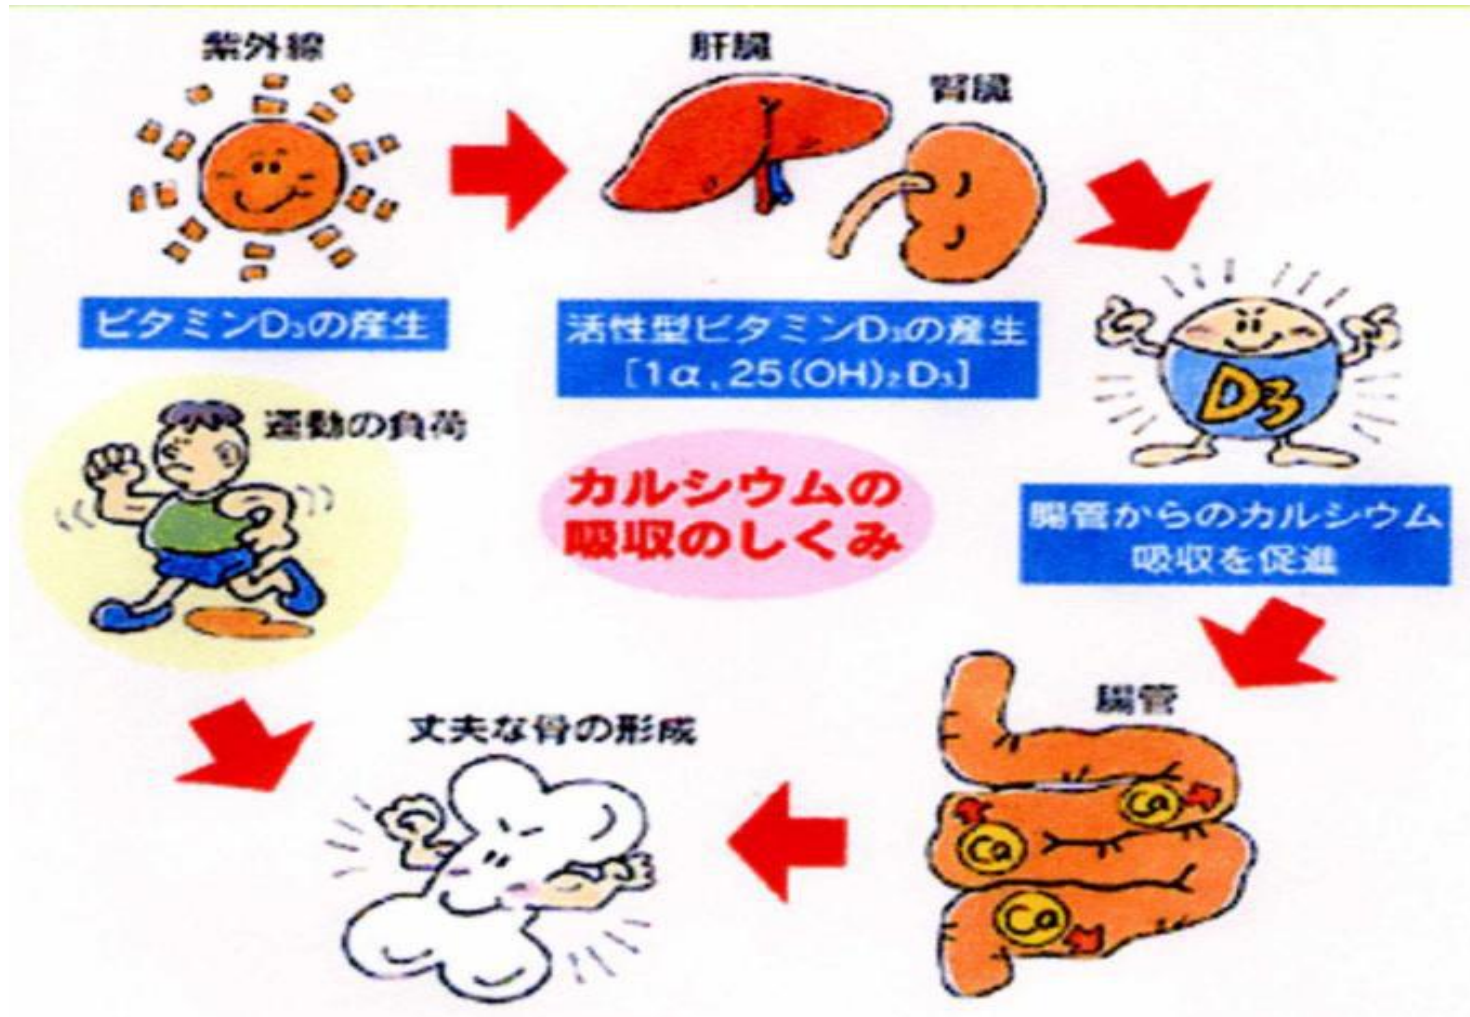 紫外線
肝臓
腎臓
ビタミンD₃の産生
活性型ビタミンD₃の産生
[1α、25(OH)₂D₃]
D3
運動の負荷
カルシウムの
吸収のしくみ
腸管からのカルシウム
吸収を促進
腸管
丈夫な骨の形成
Ca
Ca
Ca